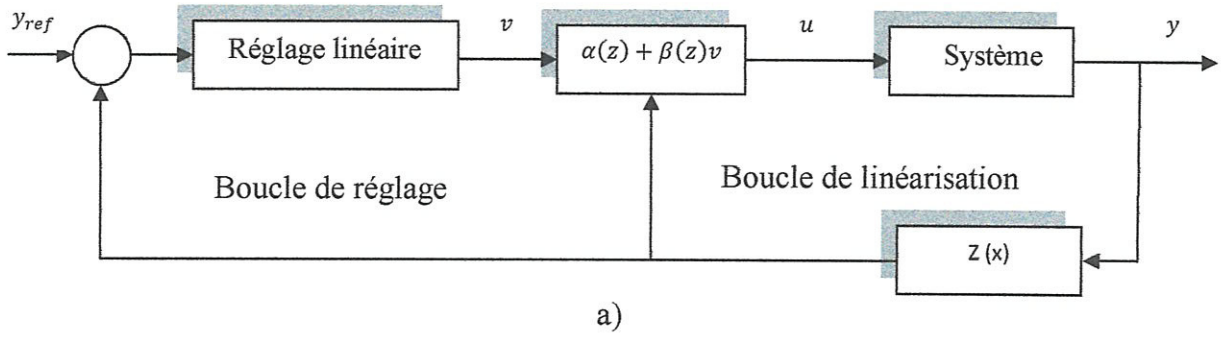 y_ref
v
u
y
Réglage linéaire
α(z) + β(z)v
Système
Boucle de réglage
Boucle de linéarisation
Z (x)
a)